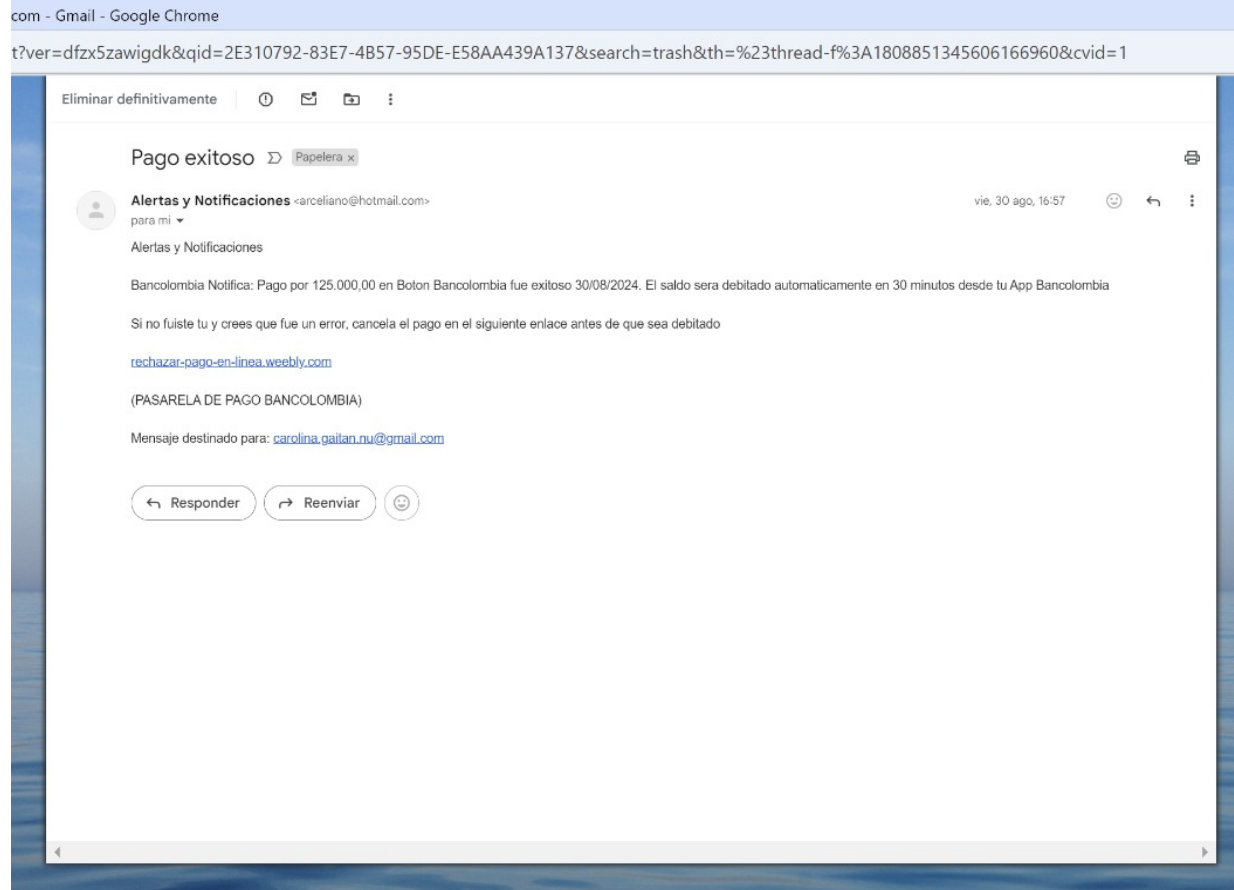 com - Gmail - Google Chrome
t?ver=dfzx5zawigdk&qid=2E310792-83E7-4B57-95DE-E58AA439A137&search=trash&th=%23thread-f%3A1808851345606166960&cvid=1
Eliminar definitivamente
Pago exitoso Papelera x
Alertas y Notificaciones <arceliano@hotmail.com> vie, 30 ago, 16:57
para mi
Alertas y Notificaciones
Bancolombia Notifica: Pago por 125.000,00 en Boton Bancolombia fue exitoso 30/08/2024. El saldo sera debitado automaticamente en 30 minutos desde tu App Bancolombia
Si no fuiste tu y crees que fue un error, cancela el pago en el siguiente enlace antes de que sea debitado
rechazar-pago-en-linea.weebly.com
(PASARELA DE PAGO BANCOLOMBIA)
Mensaje destinado para: carolina.gaitan.nu@gmail.com
Responder Reenviar